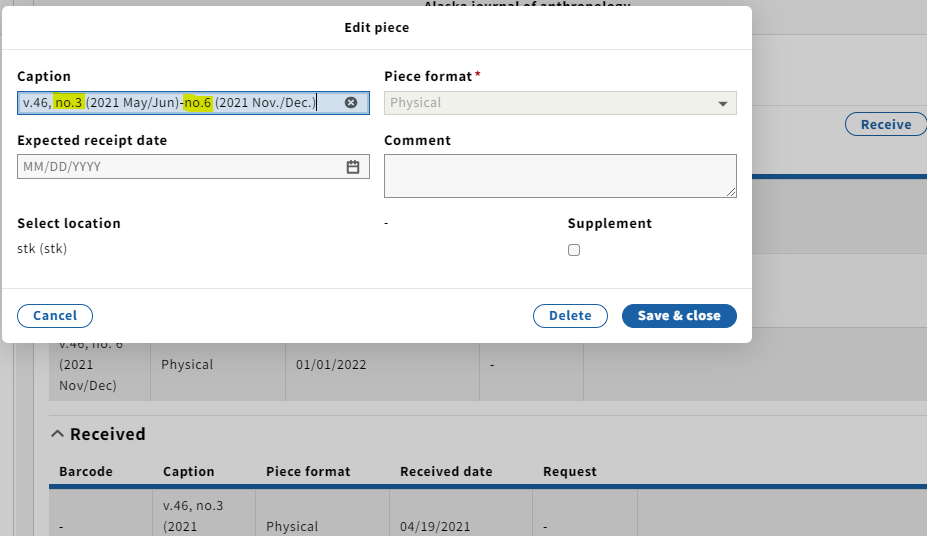 Alaska journal of anthropology
Edit piece
Caption
Piece format*
v.46, no.3 (2021 May/Jun)-no.6 (2021 Nov./Dec.)
Physical
Receive
Expected receipt date
Comment
MM/DD/YYYY
Select location
-
Supplement
stk (stk)
Cancel
Delete
Save & close
v.46, no. 6
(2021
Nov/Dec)
Physical
01/01/2022
-
Received
Barcode
Caption
Piece format
Received date
Request
v.46, no.3
(2021
-
Physical
04/19/2021
-